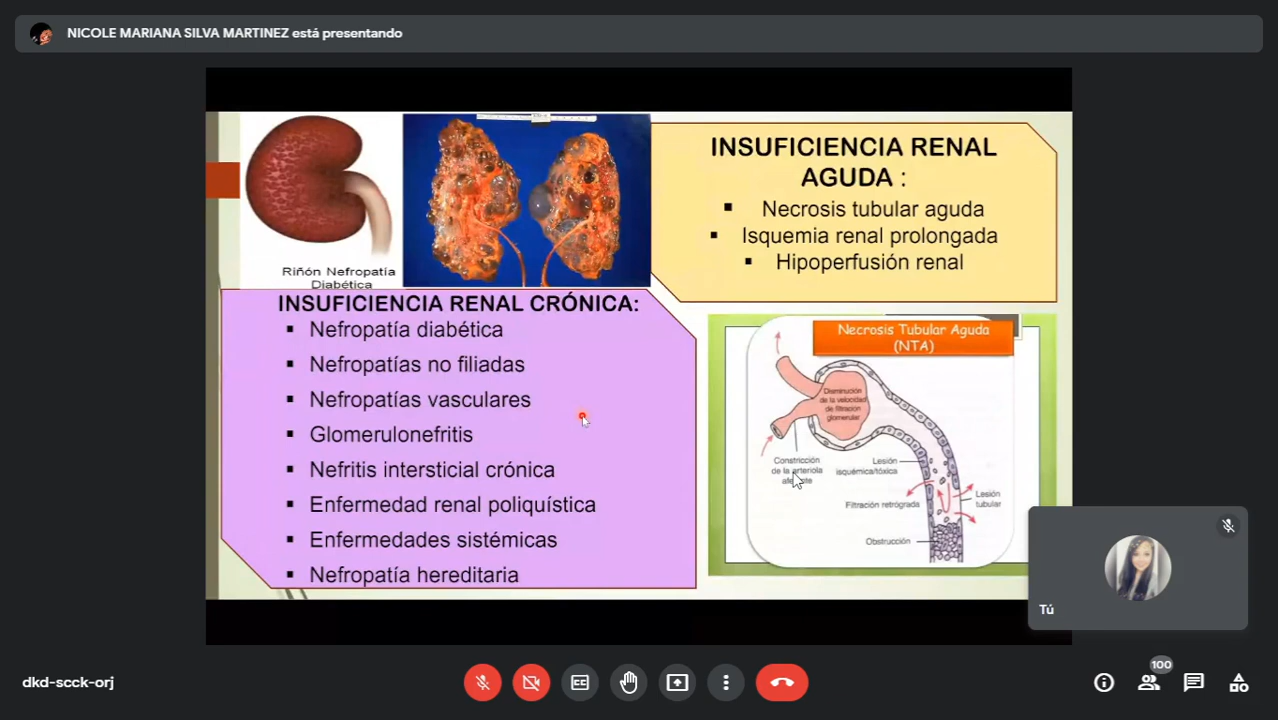 NICOLE MARIANA SILVA MARTINEZ está presentando
Riñón Nefropatía
Diabética
INSUFICIENCIA RENAL
AGUDA :
▪ Necrosis tubular aguda
▪ Isquemia renal prolongada
▪ Hipoperfusión renal
INSUFICIENCIA RENAL CRÓNICA:
▪ Nefropatía diabética
▪ Nefropatías no filiadas
▪ Nefropatías vasculares
▪ Glomerulonefritis
▪ Nefritis intersticial crónica
▪ Enfermedad renal poliquística
▪ Enfermedades sistémicas
▪ Nefropatía hereditaria
Necrosis Tubular Aguda
(NTA)
Disminución
de la velocidad
de filtración
glomerular
Constricción
de la arteriola
Lesión
isquémica/tóxica
Filtración retrógrada
Lesión
tubular
Obstrucción
Tú
dkd-scck-orj
CC
100